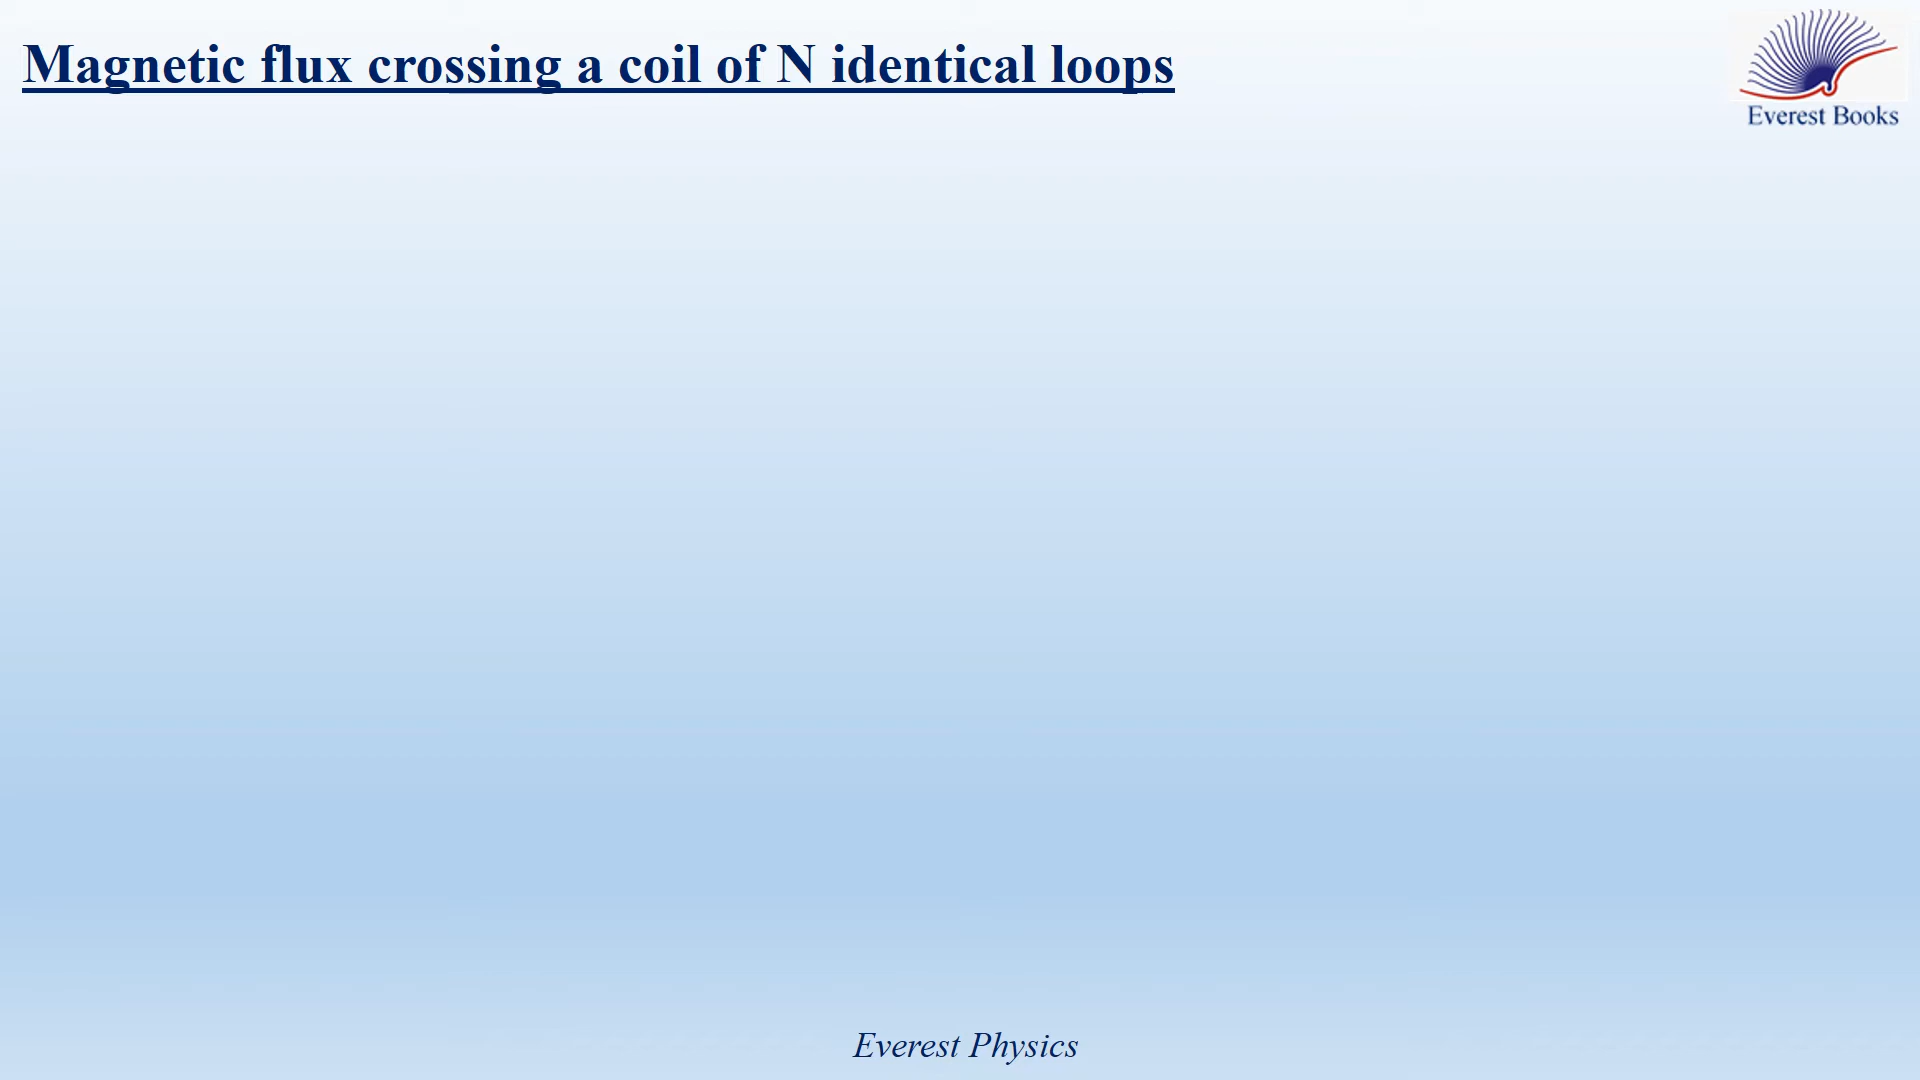 Magnetic flux crossing a coil of N identical loops
Everest Books
Everest Physics